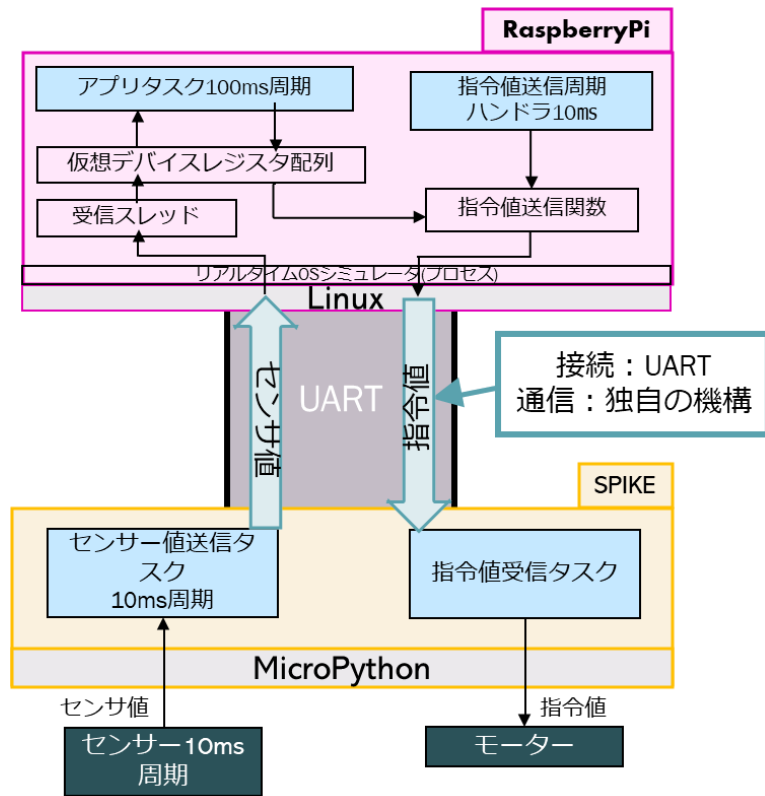 RaspberryPi
アプリタスク100ms周期
指令値送信周期
ハンドラ10ms
仮想デバイスレジスタ配列
受信スレッド
指令値送信関数
リアルタイムOSシミュレータ(プロセス)
Linux
センサ値
UART
指令値
接続：UART
通信：独自の機構
SPIKE
センサー値送信タ
スク
10ms周期
指令値受信タスク
MicroPython
センサ値
指令値
センサー10ms
周期
モーター